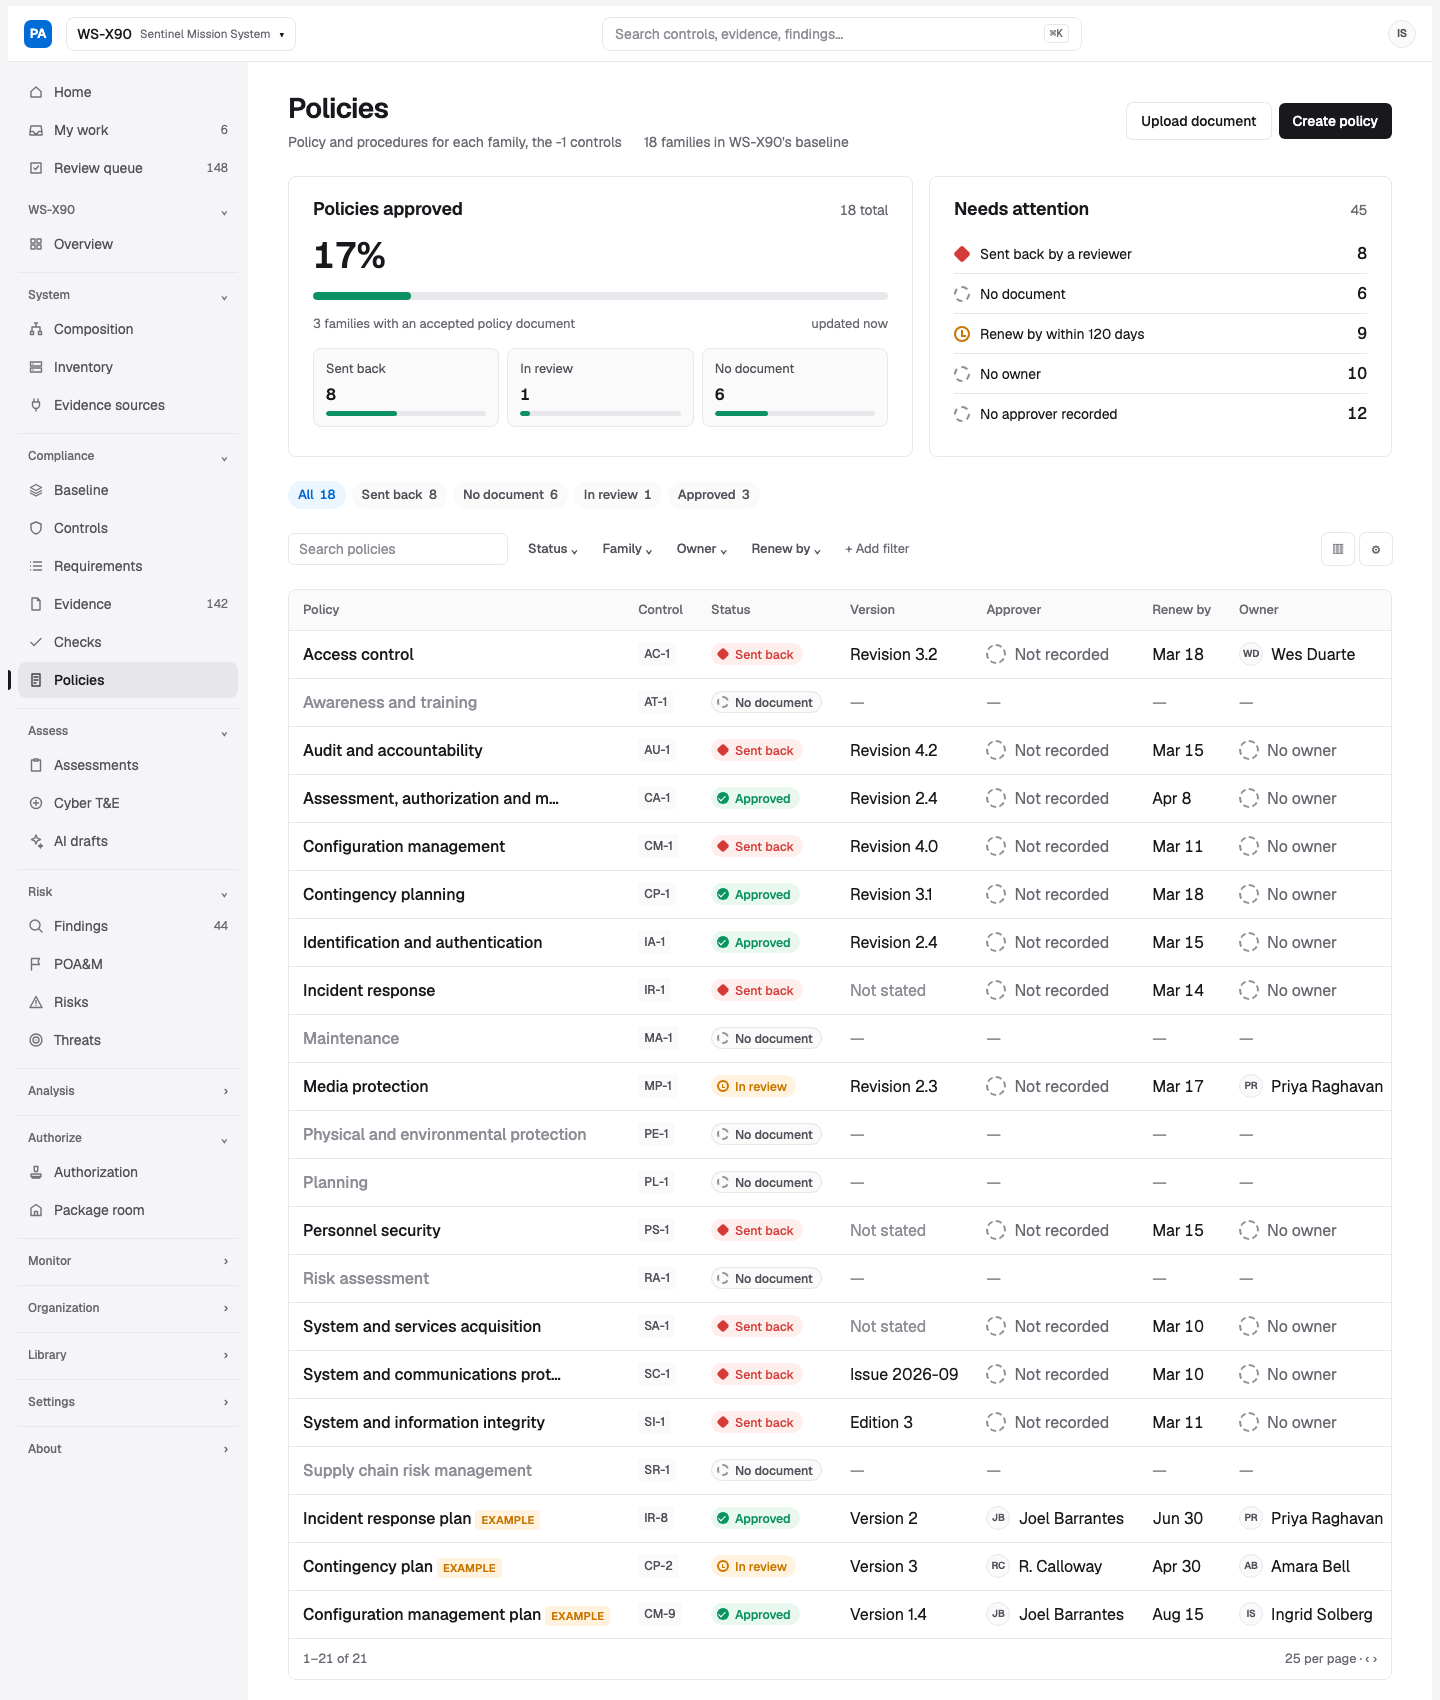 PA WS-X90 Sentinel Mission System ▾ Search controls, evidence, findings... ⌘K IS
Home
My work 6
Review queue 148
WS-X90
Overview
System
Composition
Inventory
Evidence sources
Compliance
Baseline
Controls
Requirements
Evidence 142
Checks
Policies
Assess
Assessments
Cyber T&E
AI drafts
Risk
Findings 44
POA&M
Risks
Threats
Analysis ›
Authorize
Authorization
Package room
Monitor ›
Organization ›
Library ›
Settings ›
About ›
Policies
Policy and procedures for each family, the -1 controls 18 families in WS-X90's baseline
Upload document Create policy
Policies approved 18 total
17%
3 families with an accepted policy document updated now
Sent back 8
In review 1
No document 6
Needs attention 45
Sent back by a reviewer 8
No document 6
Renew by within 120 days 9
No owner 10
No approver recorded 12
All 18 Sent back 8 No document 6 In review 1 Approved 3
Search policies Status Family Owner Renew by + Add filter
Policy Control Status Version Approver Renew by Owner
Access control AC-1 Sent back Revision 3.2 Not recorded Mar 18 WD Wes Duarte
Awareness and training AT-1 No document — — — —
Audit and accountability AU-1 Sent back Revision 4.2 Not recorded Mar 15 No owner
Assessment, authorization and m... CA-1 Approved Revision 2.4 Not recorded Apr 8 No owner
Configuration management CM-1 Sent back Revision 4.0 Not recorded Mar 11 No owner
Contingency planning CP-1 Approved Revision 3.1 Not recorded Mar 18 No owner
Identification and authentication IA-1 Approved Revision 2.4 Not recorded Mar 15 No owner
Incident response IR-1 Sent back Not stated Not recorded Mar 14 No owner
Maintenance MA-1 No document — — — —
Media protection MP-1 In review Revision 2.3 Not recorded Mar 17 PR Priya Raghavan
Physical and environmental protection PE-1 No document — — — —
Planning PL-1 No document — — — —
Personnel security PS-1 Sent back Not stated Not recorded Mar 15 No owner
Risk assessment RA-1 No document — — — —
System and services acquisition SA-1 Sent back Not stated Not recorded Mar 10 No owner
System and communications prot... SC-1 Sent back Issue 2026-09 Not recorded Mar 10 No owner
System and information integrity SI-1 Sent back Edition 3 Not recorded Mar 11 No owner
Supply chain risk management SR-1 No document — — — —
Incident response plan EXAMPLE IR-8 Approved Version 2 JB Joel Barrantes Jun 30 PR Priya Raghavan
Contingency plan EXAMPLE CP-2 In review Version 3 RC R. Calloway Apr 30 AB Amara Bell
Configuration management plan EXAMPLE CM-9 Approved Version 1.4 JB Joel Barrantes Aug 15 IS Ingrid Solberg
1–21 of 21 25 per page · ‹ ›